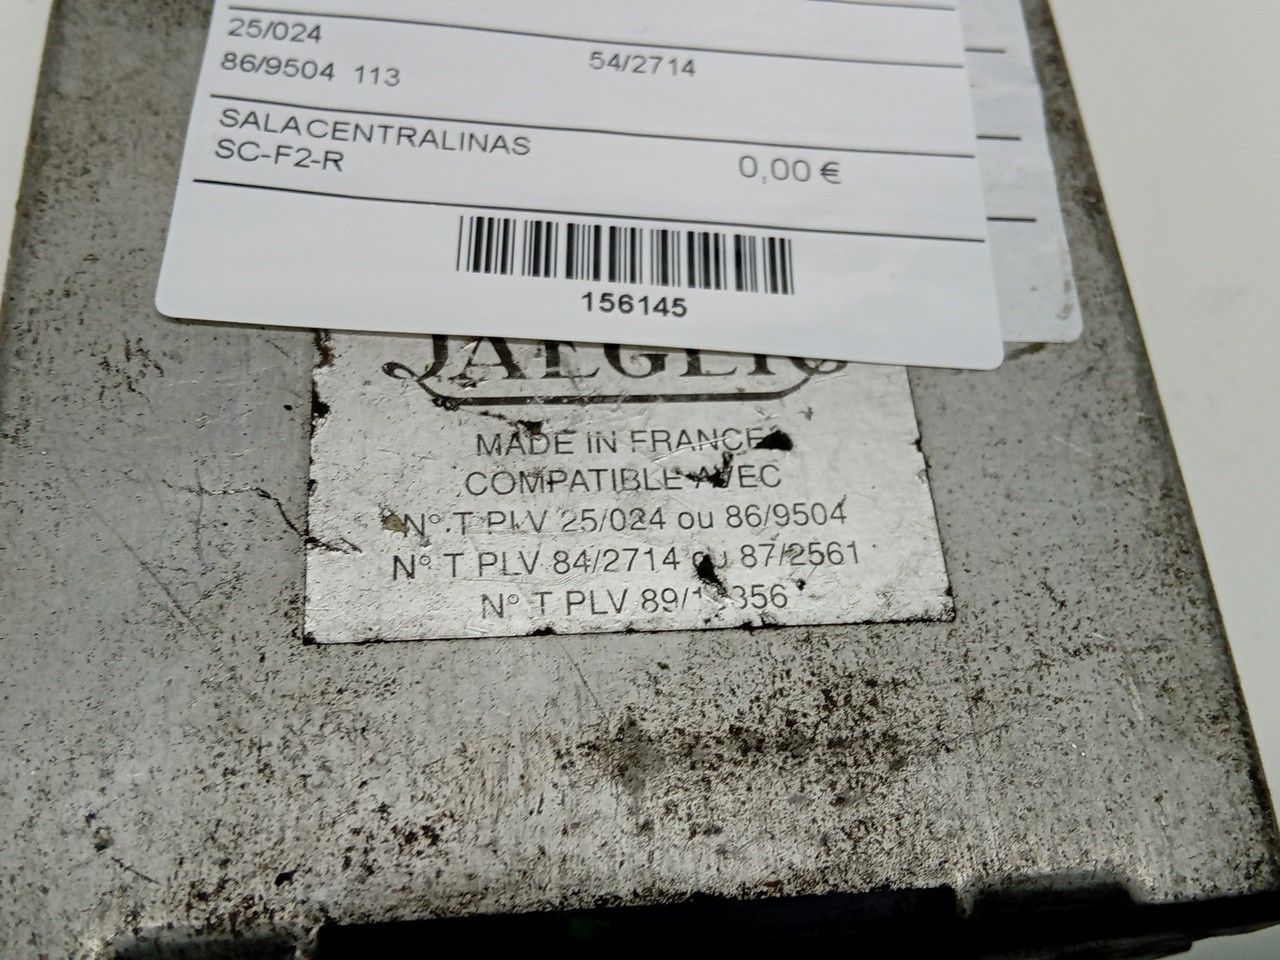 25/024
86/9504 113
54/2714
SALACENTRALINAS
SC-F2-R
0,00 €
156145
JAEGER
MADE IN FRANCE
COMPATIBLE AVEC
N°.T PLV 25/024 ou 86/9504
N° T PLV 84/2714 ou 87/2561
N° T PLV